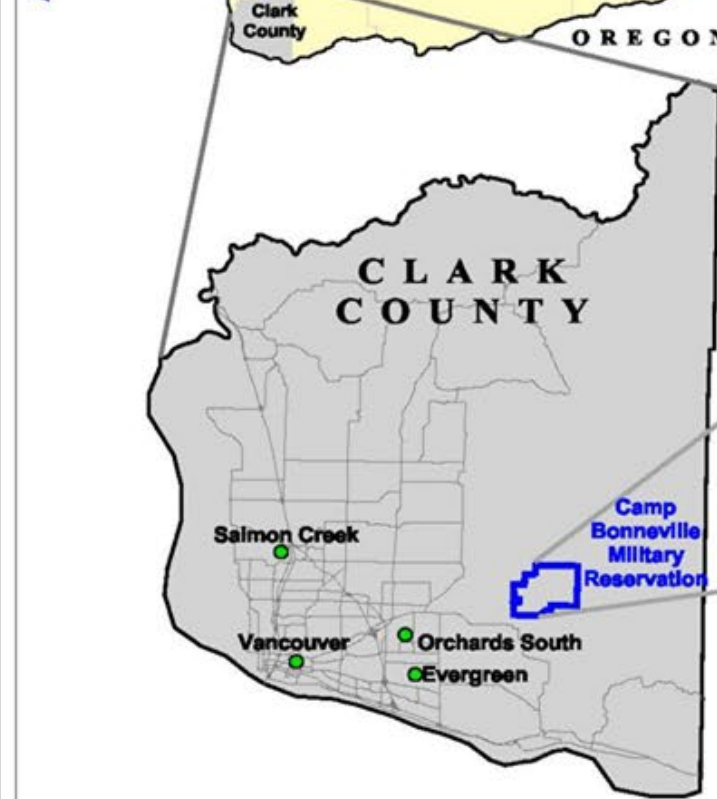 Clark
County
OREGON
CLARK
COUNTY
Camp
Bonneville
Military
Reservation
Salmon Creek
Vancouver
Orchards South
Evergreen